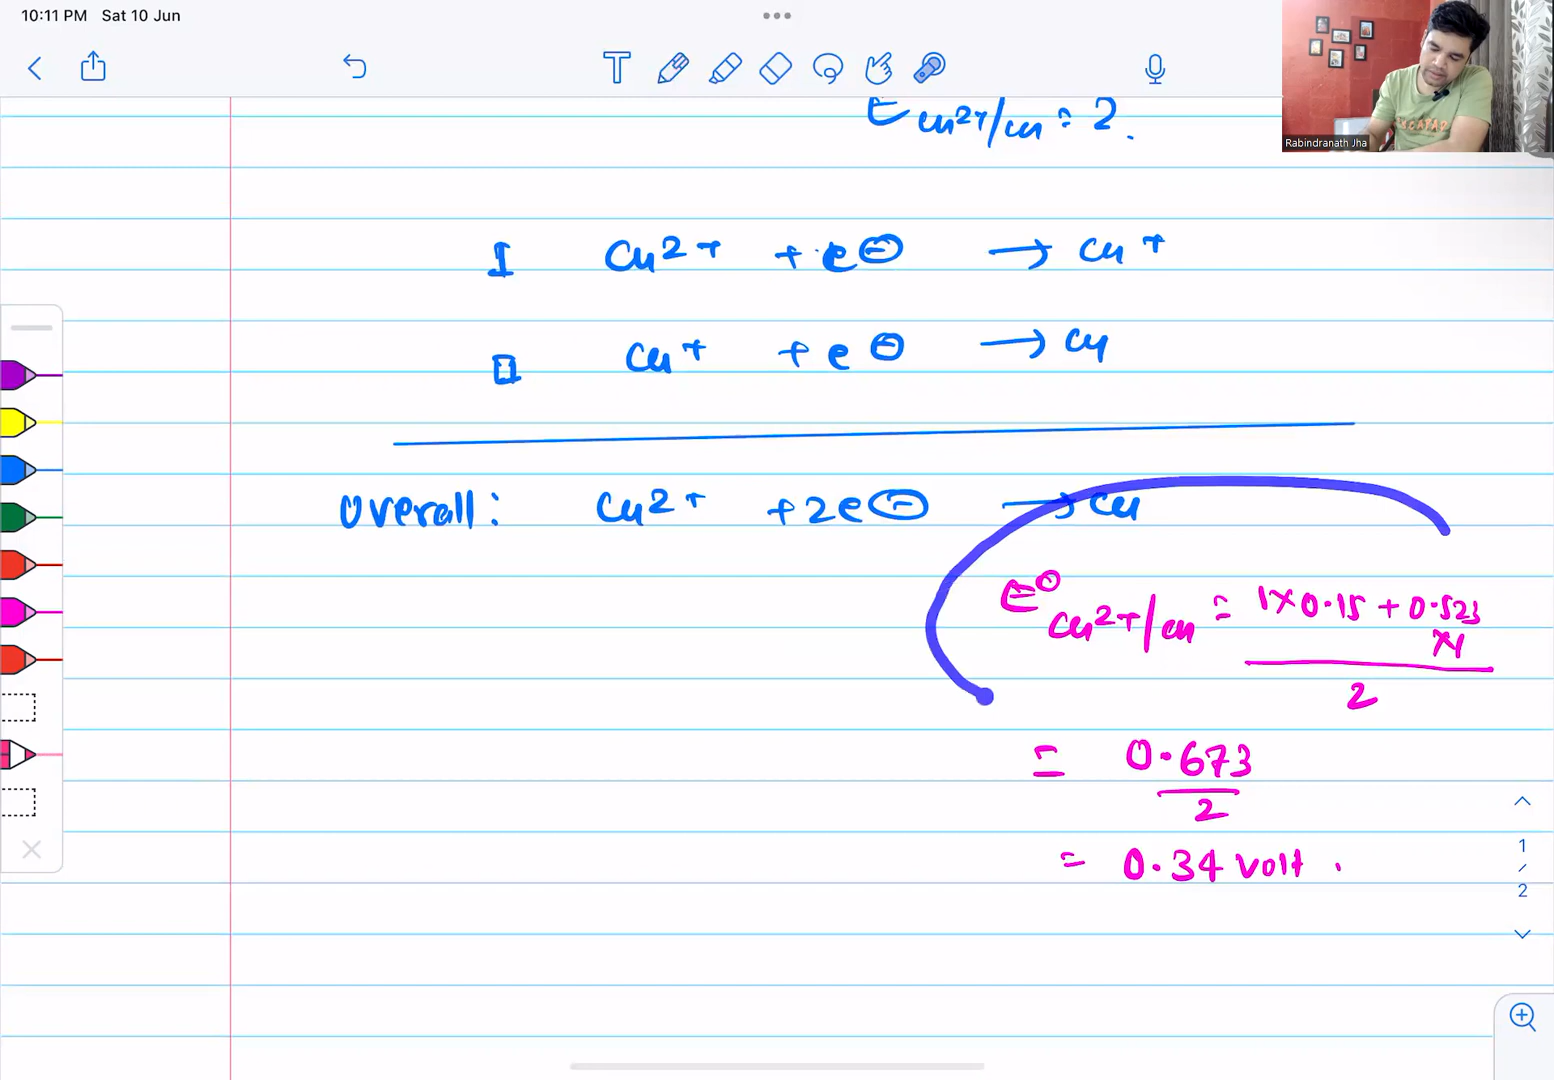 10:11 PM Sat 10 Jun
Rabindranath Jha
E Cu2+/Cu = ?
I Cu2+ + e⊖ → Cu+
II Cu+ + e⊖ → Cu
Overall: Cu2+ + 2e⊖ → Cu
E⊖ Cu2+/Cu = 1×0.15 + 0.523 ×1
2
= 0.673
2
= 0.34 volt.
1
/
2